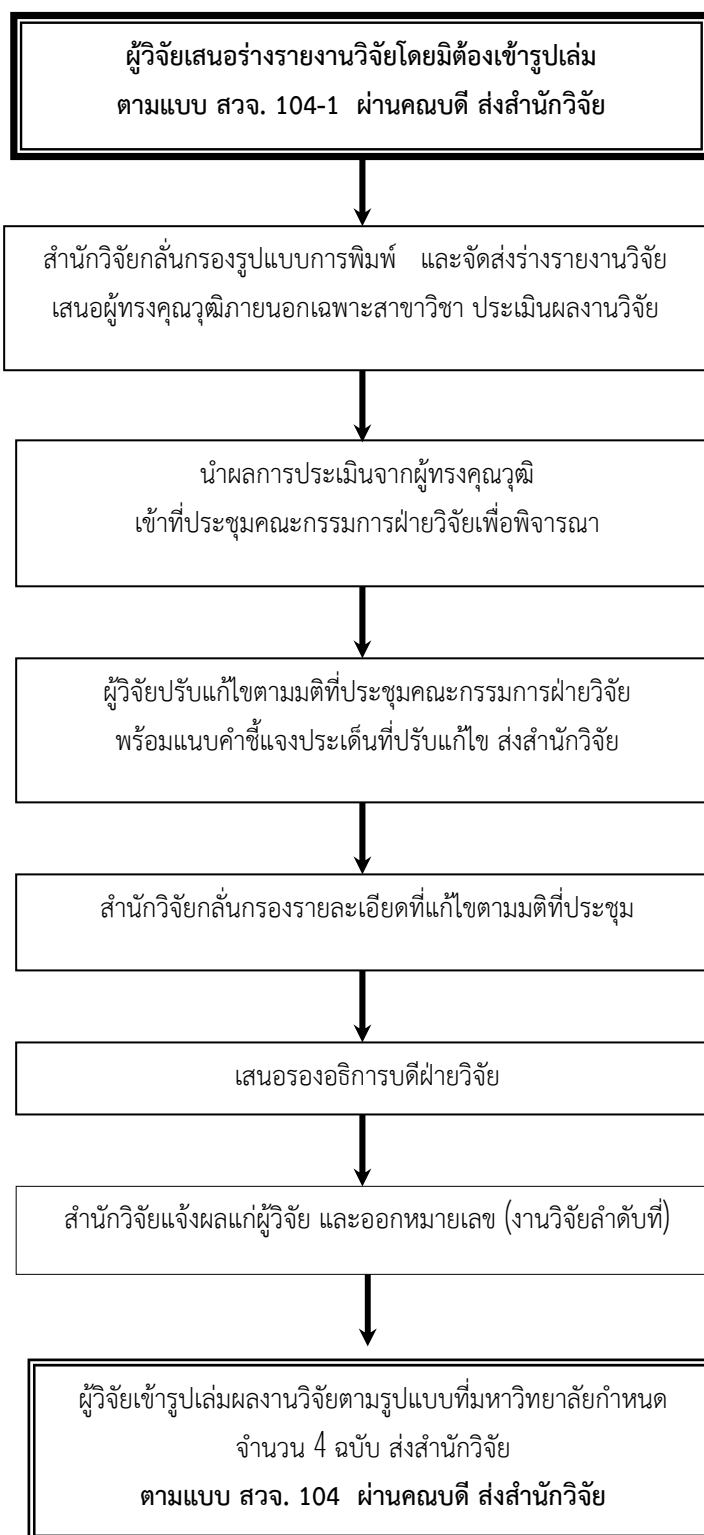 ผู้วิจัยเสนอร่างรายงานวิจัยโดยมิต้องเข้ารูปเล่ม
ตามแบบ สวจ. 104-1 ผ่านคณบดี ส่งสำนักวิจัย
สำนักวิจัยกลั่นกรองรูปแบบการพิมพ์ และจัดส่งร่างรายงานวิจัย
เสนอผู้ทรงคุณวุฒิภายนอกเฉพาะสาขาวิชา ประเมินผลงานวิจัย
นำผลการประเมินจากผู้ทรงคุณวุฒิ
เข้าที่ประชุมคณะกรรมการฝ่ายวิจัยเพื่อพิจารณา
ผู้วิจัยปรับแก้ไขตามมติที่ประชุมคณะกรรมการฝ่ายวิจัย
พร้อมแนบคำชี้แจงประเด็นที่ปรับแก้ไข ส่งสำนักวิจัย
สำนักวิจัยกลั่นกรองรายละเอียดที่แก้ไขตามมติที่ประชุม
เสนอรองอธิการบดีฝ่ายวิจัย
สำนักวิจัยแจ้งผลแก่ผู้วิจัย และออกหมายเลข (งานวิจัยลำดับที่)
ผู้วิจัยเข้ารูปเล่มผลงานวิจัยตามรูปแบบที่มหาวิทยาลัยกำหนด
จำนวน 4 ฉบับ ส่งสำนักวิจัย
ตามแบบ สวจ. 104 ผ่านคณบดี ส่งสำนักวิจัย